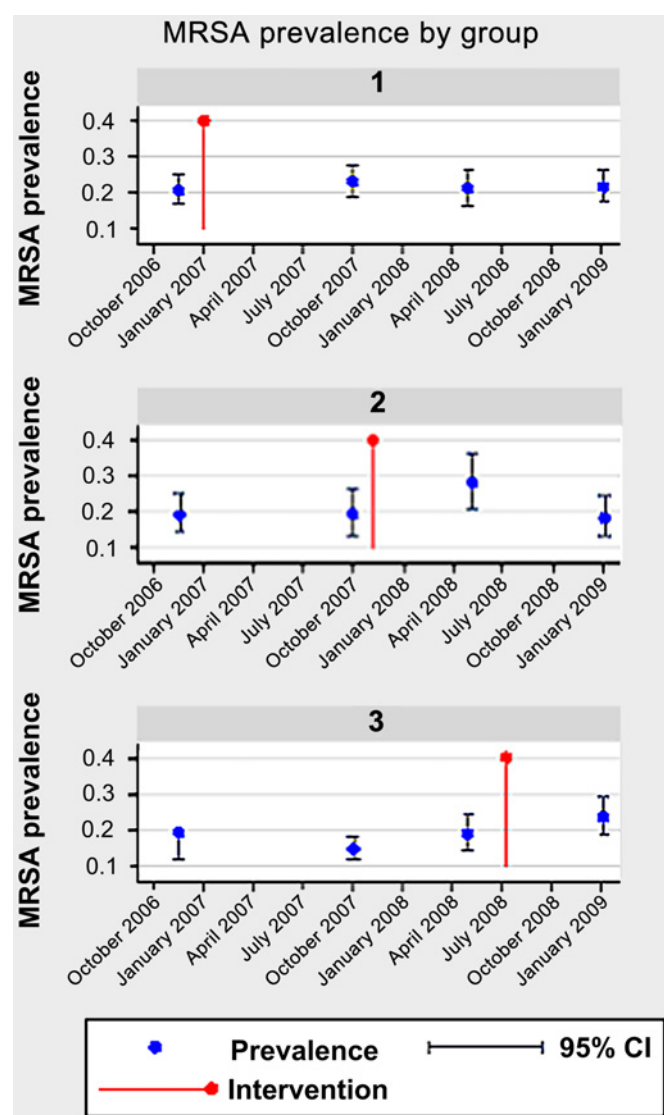 MRSA prevalence by group
1
MRSA prevalence
0.4
0.3
0.2
0.1
October 2006
January 2007
April 2007
July 2007
October 2007
January 2008
April 2008
July 2008
October 2008
January 2009
2
MRSA prevalence
0.4
0.3
0.2
0.1
October 2006
January 2007
April 2007
July 2007
October 2007
January 2008
April 2008
July 2008
October 2008
January 2009
3
MRSA prevalence
0.4
0.3
0.2
0.1
October 2006
January 2007
April 2007
July 2007
October 2007
January 2008
April 2008
July 2008
October 2008
January 2009
Prevalence 95% CI
Intervention